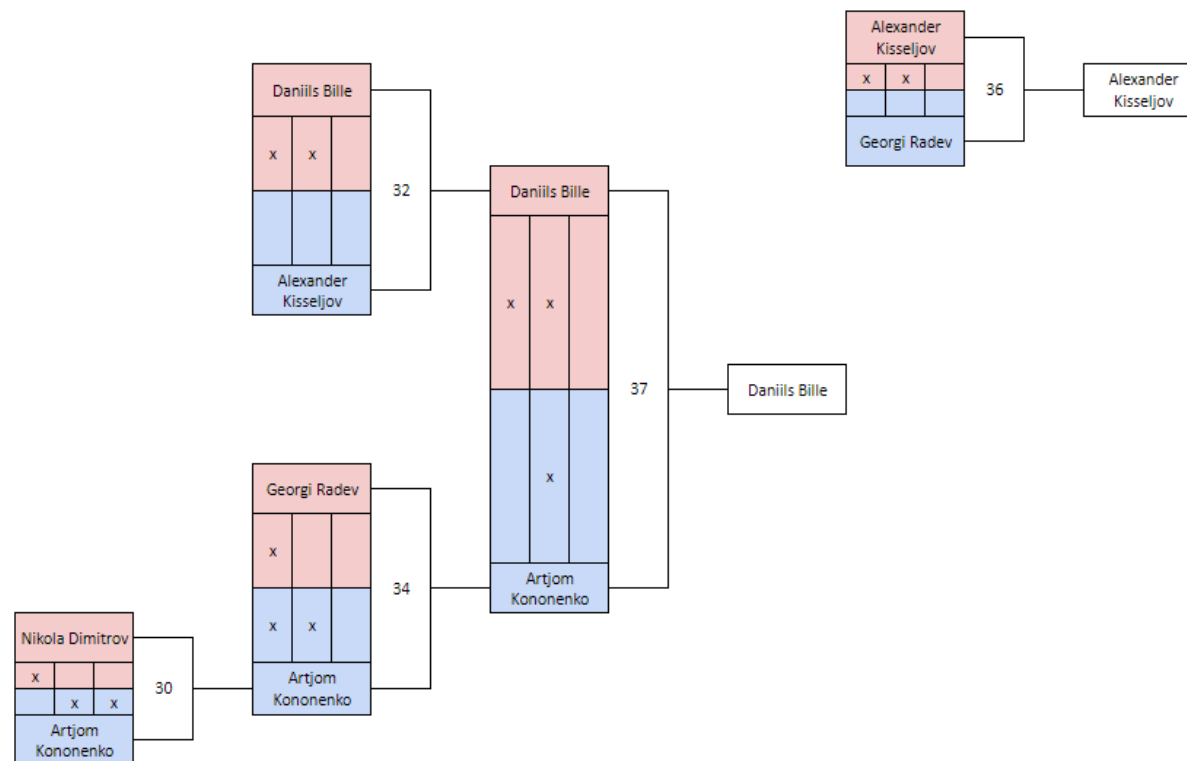 Alexander
Kisseljov
x x
36
Alexander
Kisseljov
Georgi Radev
Daniils Bille
x x
32
Alexander
Kisseljov
Daniils Bille
x x
37
Daniils Bille
x
Artjom
Kononenko
Georgi Radev
x
34
x x
Artjom
Kononenko
Nikola Dimitrov
x
30
x x
Artjom
Kononenko